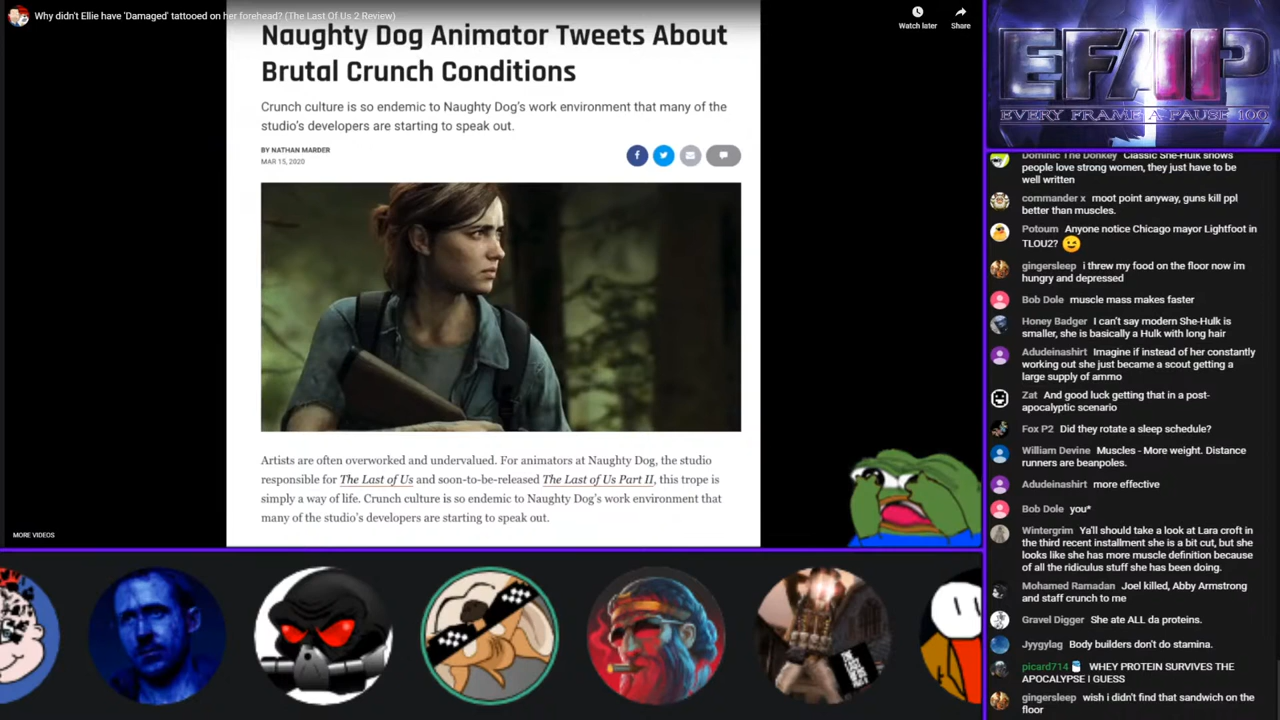 Why didn't Ellie have 'Damaged' tattooed on her forehead? (The Last Of Us 2 Review)
Watch later
Share
Naughty Dog Animator Tweets About
Brutal Crunch Conditions
Crunch culture is so endemic to Naughty Dog's work environment that many of the
studio's developers are starting to speak out.
BY NATHAN MARDER
MAR 15, 2020
Artists are often overworked and undervalued. For animators at Naughty Dog, the studio
responsible for The Last of Us and soon-to-be-released The Last of Us Part II, this trope is
simply a way of life. Crunch culture is so endemic to Naughty Dog's work environment that
many of the studio's developers are starting to speak out.
MORE VIDEOS
EFAP
EVERY FRAME A PAUSE 100
Dominic The Donkey Classic She-Hulk shows
people love strong women, they just have to be
well written
commander x moot point anyway, guns kill ppl
better than muscles.
Potoum Anyone notice Chicago mayor Lightfoot in
TLOU2? 😉
gingersleep i threw my food on the floor now im
hungry and depressed
Bob Dole muscle mass makes faster
Honey Badger I can't say modern She-Hulk is
smaller, she is basically a Hulk with long hair
Adudeinashirt Imagine if instead of her constantly
working out she just became a scout getting a
large supply of ammo
Zat And good luck getting that in a post-
apocalyptic scenario
Fox P2 Did they rotate a sleep schedule?
William Devine Muscles - More weight. Distance
runners are beanpoles.
Adudeinashirt more effective
Bob Dole you*
Wintergrim Ya'll should take a look at Lara croft in
the third recent installment she is a bit cut, but she
looks like she has more muscle definition because
of all the ridiculus stuff she has been doing.
Mohamed Ramadan Joel killed, Abby Armstrong
and staff crunch to me
Gravel Digger She ate ALL da proteins.
Jyygylag Body builders don't do stamina.
picard714 WHEY PROTEIN SURVIVES THE
APOCALYPSE I GUESS
gingersleep wish i didn't find that sandwich on the
floor